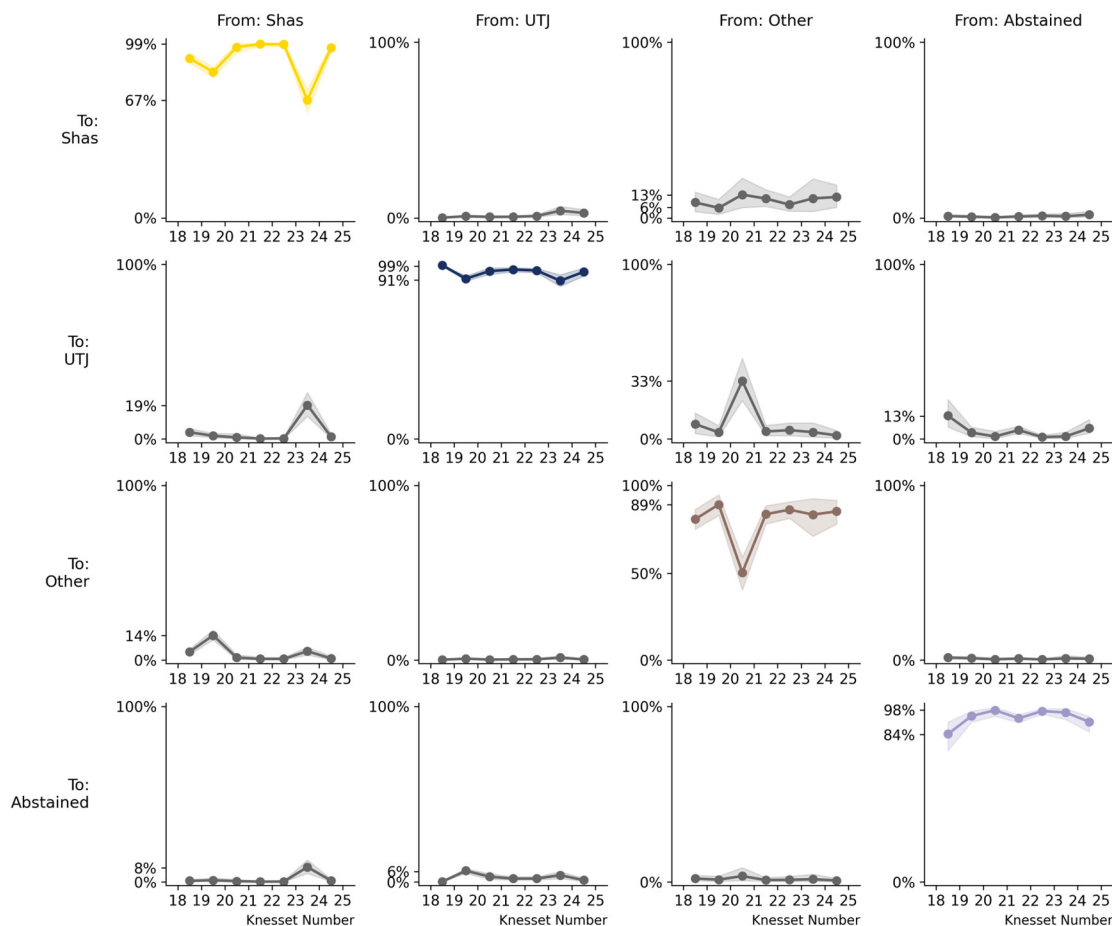 From: Shas From: UTJ From: Other From: Abstained
To:
Shas
99%
67%
0%
18 19 20 21 22 23 24 25
100%
0%
18 19 20 21 22 23 24 25
100%
13%
6%
0%
18 19 20 21 22 23 24 25
100%
0%
18 19 20 21 22 23 24 25
To:
UTJ
100%
19%
0%
18 19 20 21 22 23 24 25
99%
91%
0%
18 19 20 21 22 23 24 25
100%
33%
0%
18 19 20 21 22 23 24 25
100%
13%
0%
18 19 20 21 22 23 24 25
To:
Other
100%
14%
0%
18 19 20 21 22 23 24 25
100%
0%
18 19 20 21 22 23 24 25
100%
89%
50%
0%
18 19 20 21 22 23 24 25
100%
0%
18 19 20 21 22 23 24 25
To:
Abstained
100%
8%
0%
18 19 20 21 22 23 24 25
Knesset Number
100%
6%
0%
18 19 20 21 22 23 24 25
Knesset Number
100%
0%
18 19 20 21 22 23 24 25
Knesset Number
98%
84%
0%
18 19 20 21 22 23 24 25
Knesset Number